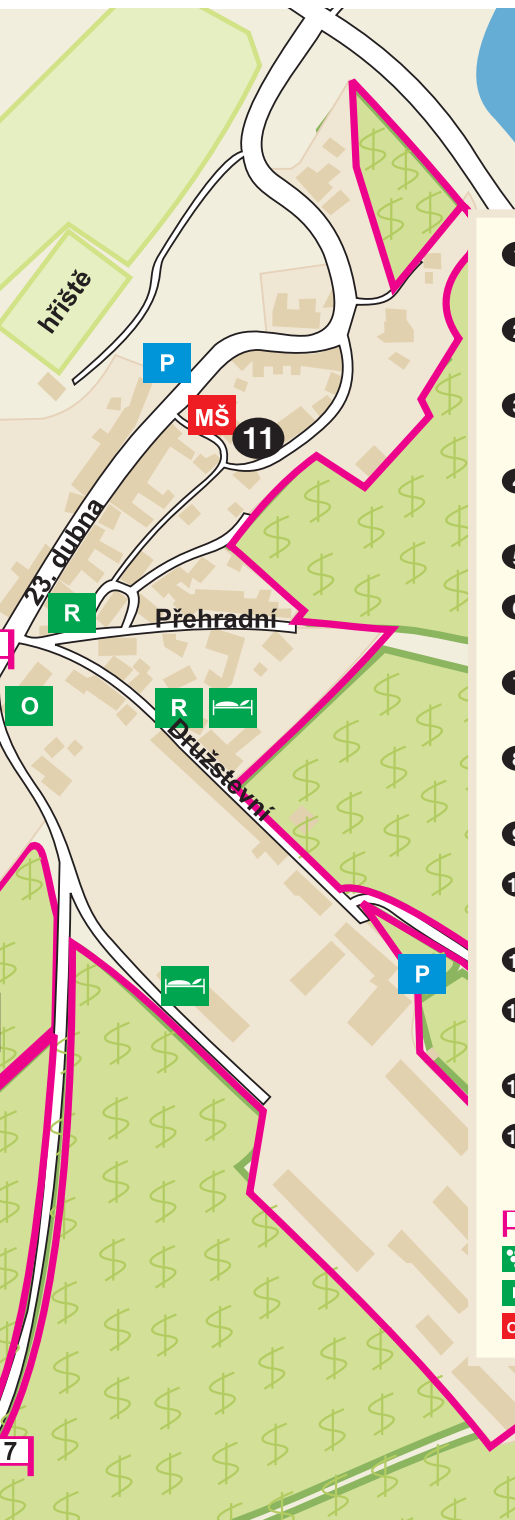 hřiště
P
MŠ
11
23. dubna
R
Přehradní
O
R
Družstevní
P
7